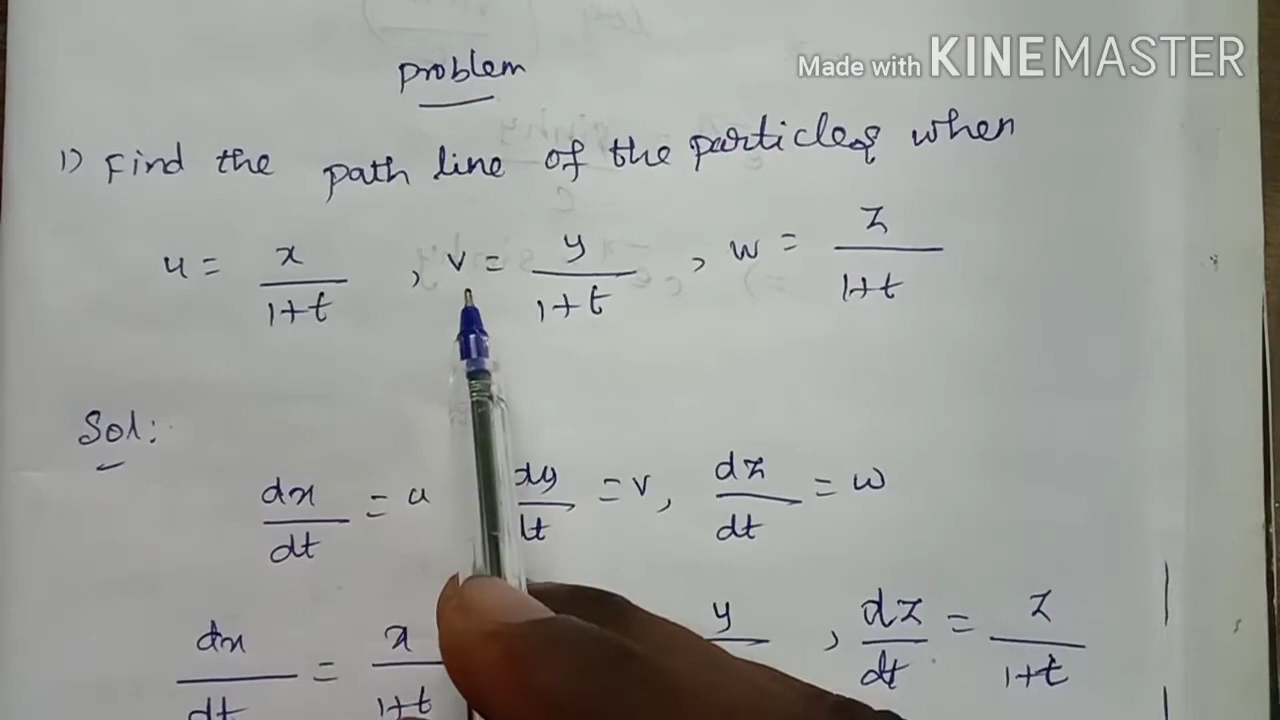 Made with KINEMASTER
problem
1) Find the path line of the particles when
u = x/1+t , v = y/1+t , w = z/1+t
Sol:
dx/dt = u dy/dt = v, dz/dt = w
dx/dt = x/1+t y , dz/dt = z/1+t